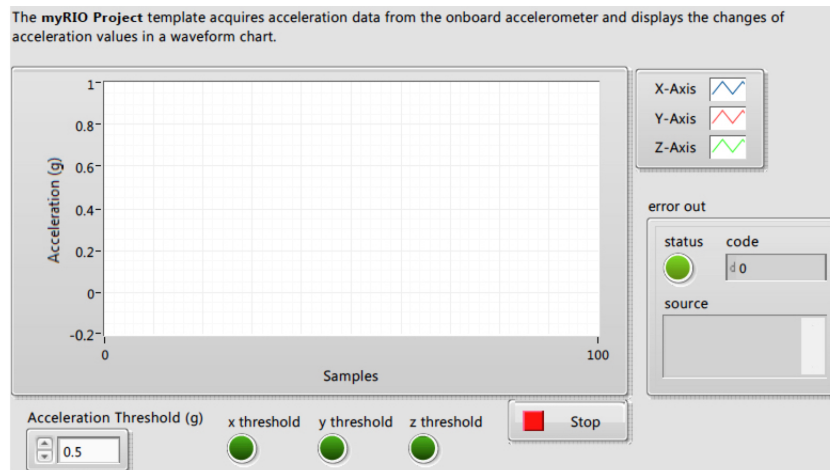 The myRIO Project template acquires acceleration data from the onboard accelerometer and displays the changes of
acceleration values in a waveform chart.
1
0.8
0.6
0.4
0.2
0
-0.2
Acceleration (g)
0
100
Samples
X-Axis
Y-Axis
Z-Axis
error out
status code
d 0
source
Acceleration Threshold (g)
0.5
x threshold y threshold z threshold
Stop